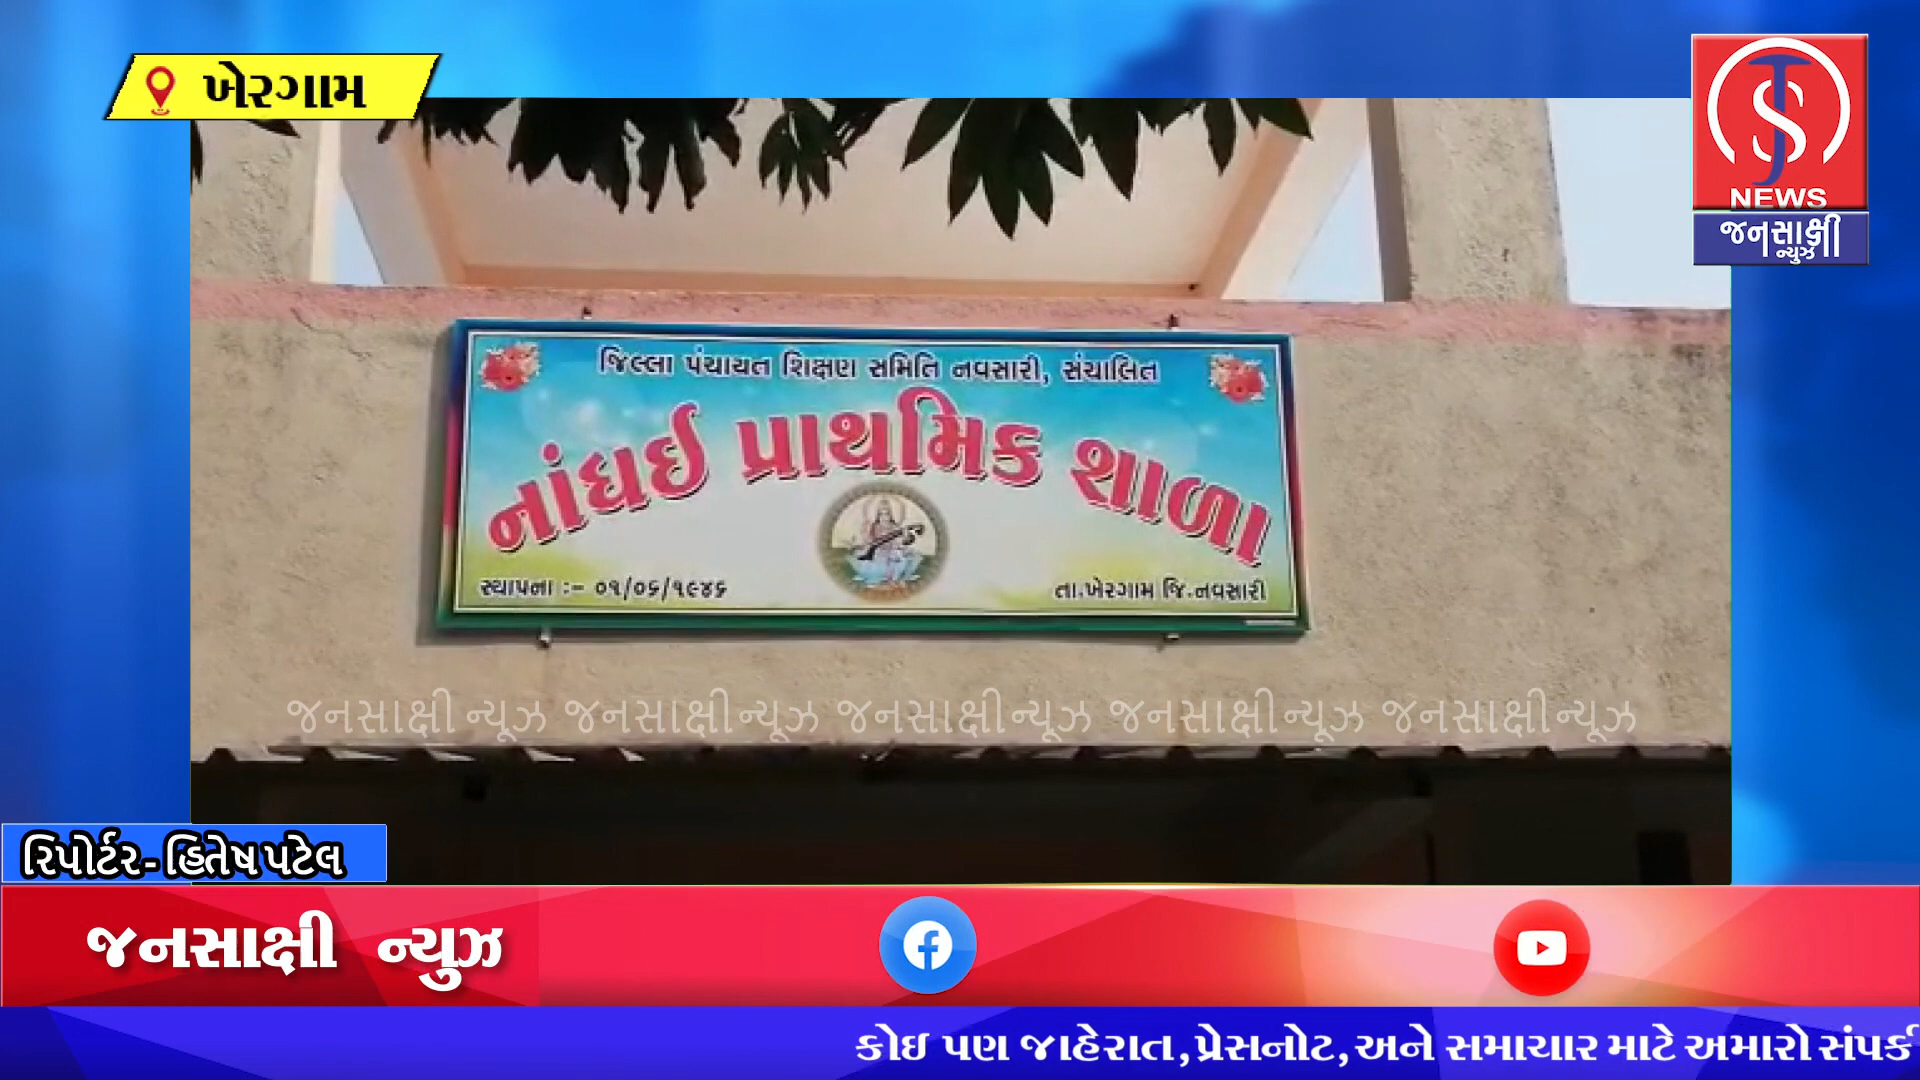 ખેરગામ
JS
NEWS
જનસાક્ષી
ન્યુઝ
જિલ્લા પંચાયત શિક્ષણ સમિતિ નવસારી, સંચાલિત
નાંધઈ પ્રાથમિક શાળા
સ્થાપના :- ૦૧/૦૬/૧૯૪૬
તા.ખેરગામ જિ.નવસારી
જનસાક્ષી ન્યૂઝ જનસાક્ષીન્યૂઝ જનસાક્ષીન્યૂઝ જનસાક્ષીન્યૂઝ જનસાક્ષીન્યૂઝ
રિપોર્ટર- હિતેષ પટેલ
જનસાક્ષી ન્યુઝ
કોઇ પણ જાહેરાત,પ્રેસનોટ,અને સમાચાર માટે અમારો સંપર્ક